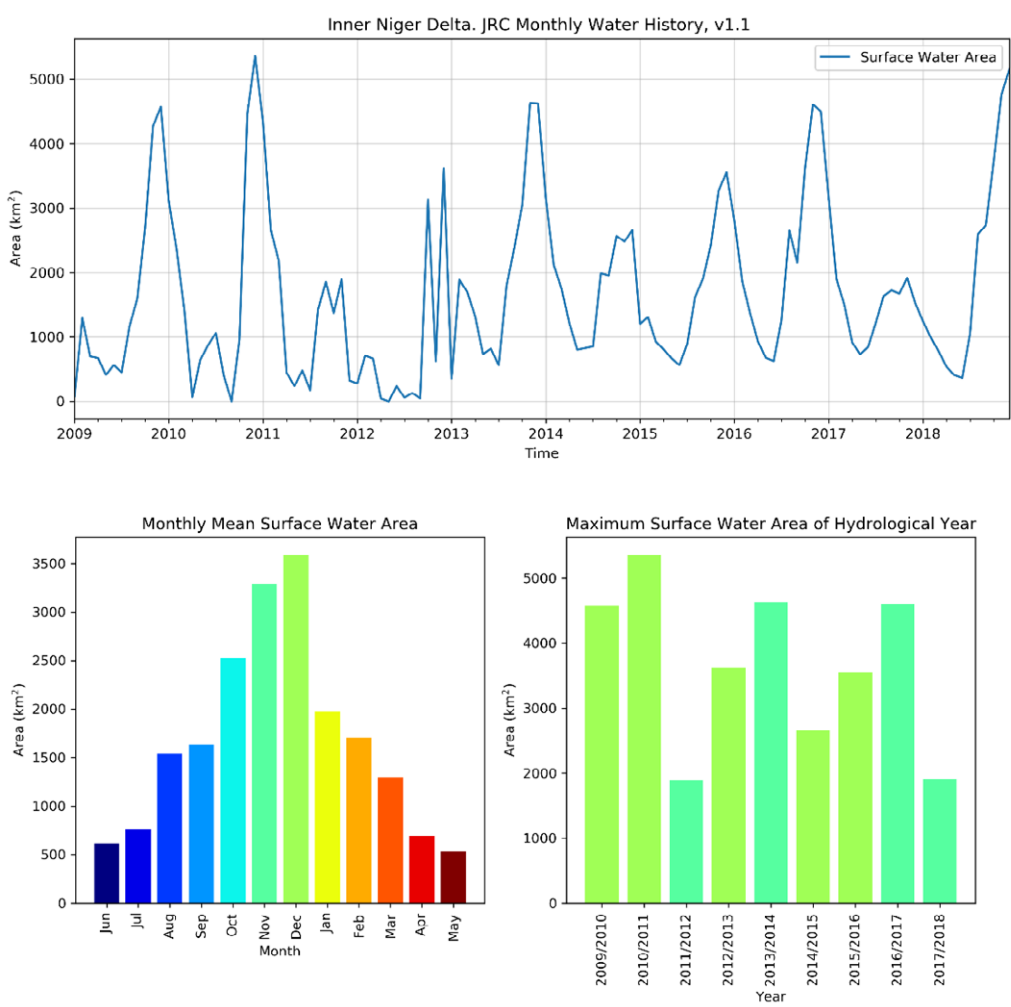 Inner Niger Delta. JRC Monthly Water History, v1.1
Surface Water Area
5000
4000
3000
2000
1000
0
Area (km²)
2009 2010 2011 2012 2013 2014 2015 2016 2017 2018
Time
Monthly Mean Surface Water Area
3500
3000
2500
2000
1500
1000
500
0
Area (km²)
Jun Jul Aug Sep Oct Nov Dec Jan Feb Mar Apr May
Month
Maximum Surface Water Area of Hydrological Year
5000
4000
3000
2000
1000
0
Area (km²)
2009/2010 2010/2011 2011/2012 2012/2013 2013/2014 2014/2015 2015/2016 2016/2017 2017/2018
Year